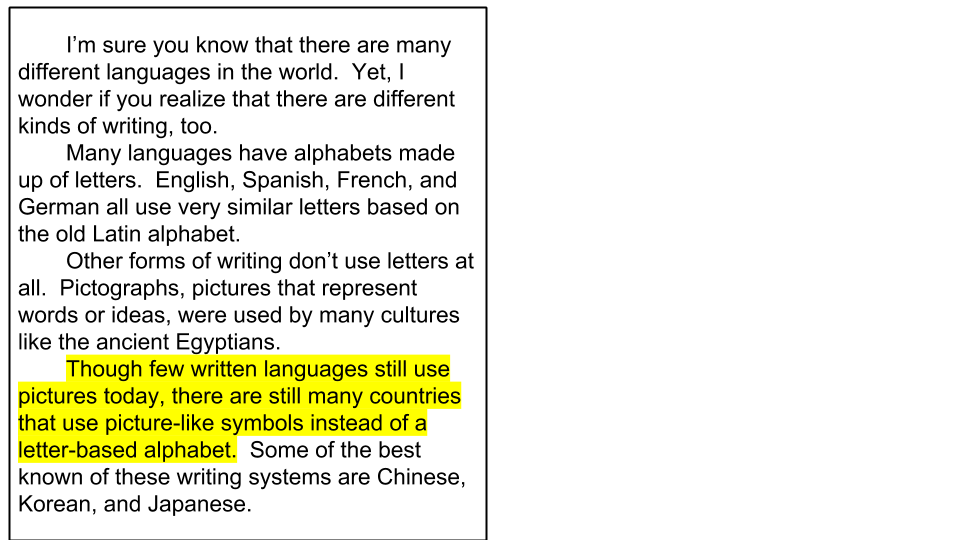 I’m sure you know that there are many
different languages in the world.  Yet, I
wonder if you realize that there are different
kinds of writing, too.
Many languages have alphabets made
up of letters.  English, Spanish, French, and
German all use very similar letters based on
the old Latin alphabet.
Other forms of writing don’t use letters at
all.  Pictographs, pictures that represent
words or ideas, were used by many cultures
like the ancient Egyptians.
Though few written languages still use
pictures today, there are still many countries
that use picture-like symbols instead of a
letter-based alphabet.  Some of the best
known of these writing systems are Chinese,
Korean, and Japanese.